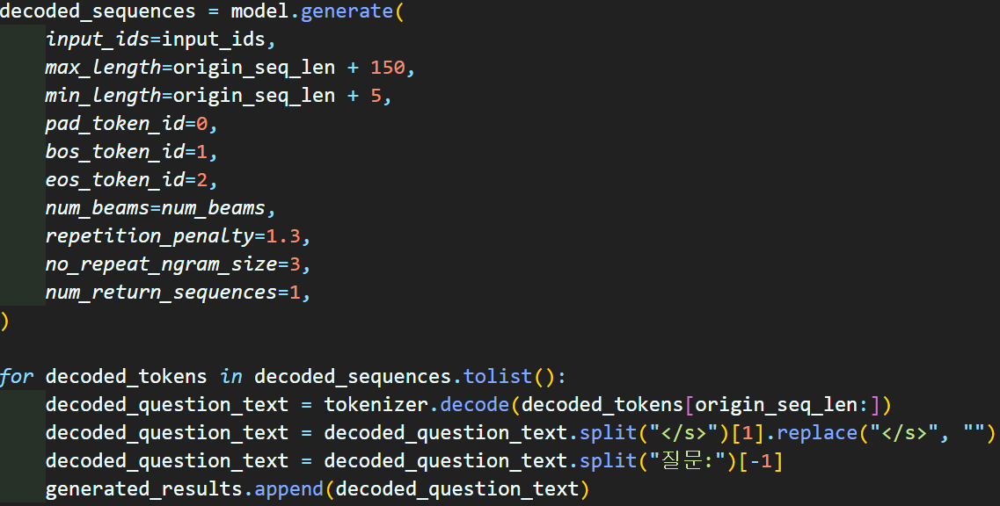 decoded_sequences = model.generate(
    input_ids=input_ids,
    max_length=origin_seq_len + 150,
    min_length=origin_seq_len + 5,
    pad_token_id=0,
    bos_token_id=1,
    eos_token_id=2,
    num_beams=num_beams,
    repetition_penalty=1.3,
    no_repeat_ngram_size=3,
    num_return_sequences=1,
)
for decoded_tokens in decoded_sequences.tolist():
    decoded_question_text = tokenizer.decode(decoded_tokens[origin_seq_len:])
    decoded_question_text = decoded_question_text.split("</s>")[1].replace("</s>", "")
    decoded_question_text = decoded_question_text.split("질문:")[-1]
    generated_results.append(decoded_question_text)